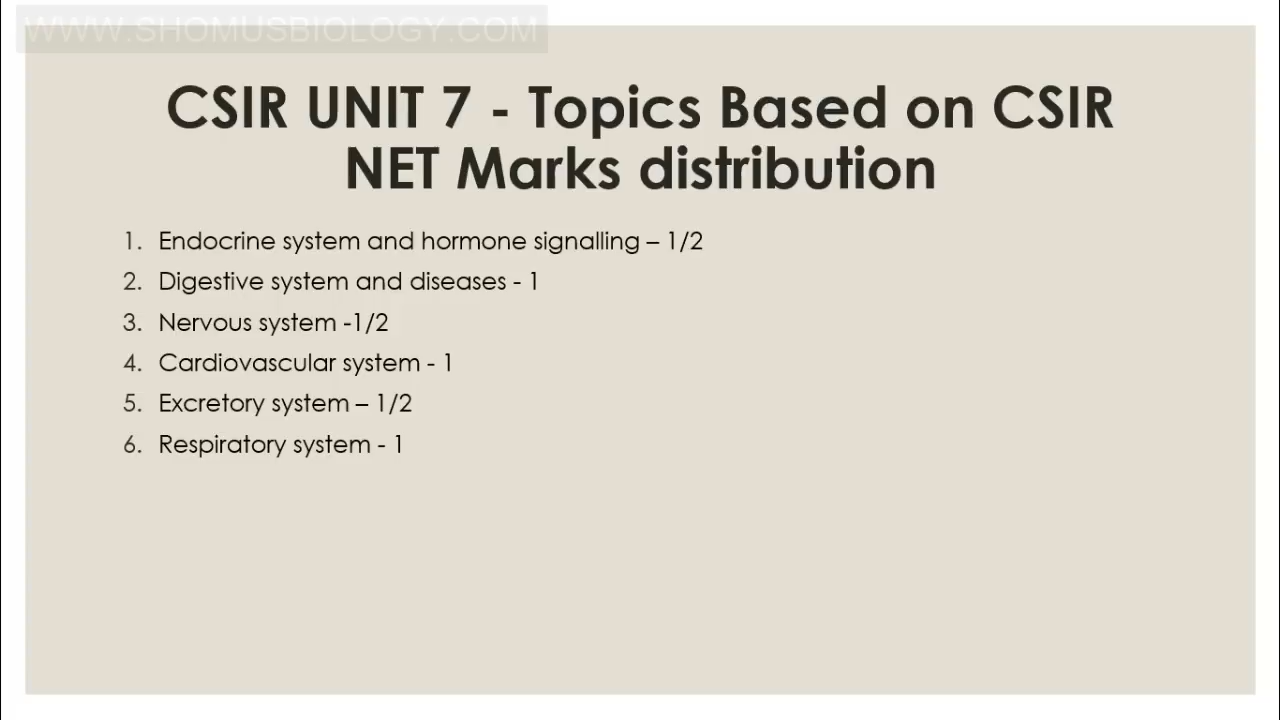 WWW.SHOMUSBIOLOGY.COM
CSIR UNIT 7 - Topics Based on CSIR
NET Marks distribution
1. Endocrine system and hormone signalling – 1/2
2. Digestive system and diseases - 1
3. Nervous system -1/2
4. Cardiovascular system - 1
5. Excretory system – 1/2
6. Respiratory system - 1